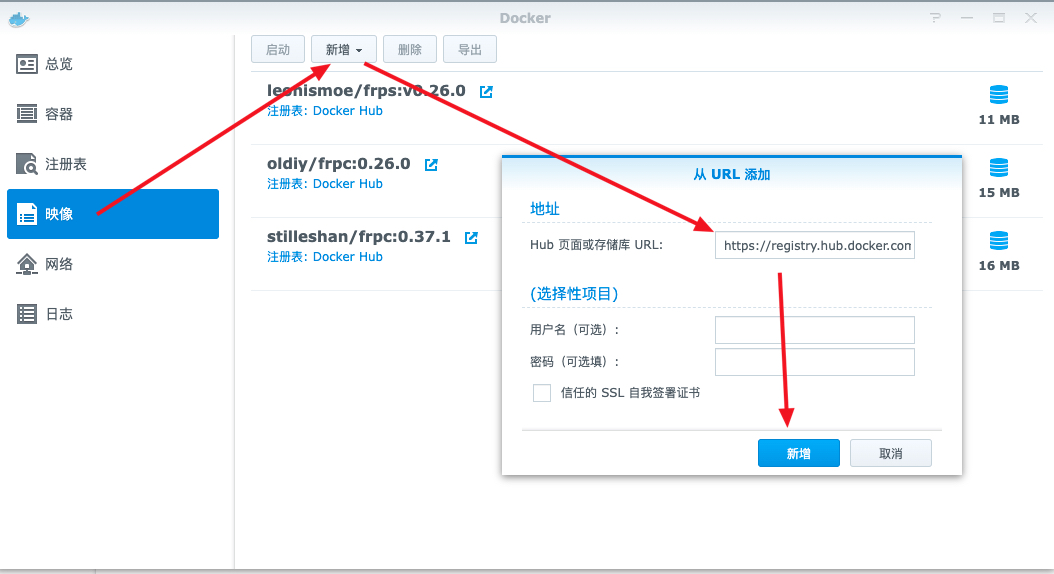 Docker
总览
容器
注册表
映像
网络
日志
启动
新增
删除
导出
leonismoe/frps:v0.26.0
注册表: Docker Hub
11 MB
oldiy/frpc:0.26.0
注册表: Docker Hub
15 MB
stilleshan/frpc:0.37.1
注册表: Docker Hub
16 MB
从 URL 添加
地址
Hub 页面或存储库 URL:
https://registry.hub.docker.com
(选择性项目)
用户名（可选）:
密码（可选填）:
信任的 SSL 自我签署证书
新增
取消